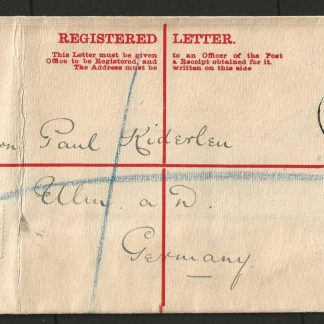 REGISTERED LETTER.
This Letter must be given to an Officer of the Post
Office to be Registered, and a Receipt obtained for it.
The Address must be written on this side
on Paul Kiderlen
Ulm a D.
Germany